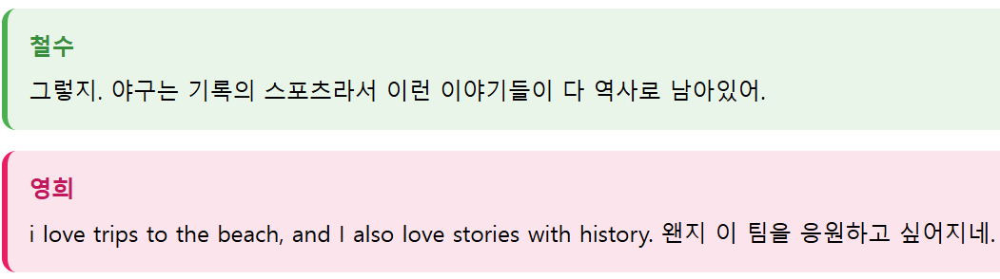 철수
그렇지. 야구는 기록의 스포츠라서 이런 이야기들이 다 역사로 남아있어.
영희
i love trips to the beach, and I also love stories with history. 왠지 이 팀을 응원하고 싶어지네.